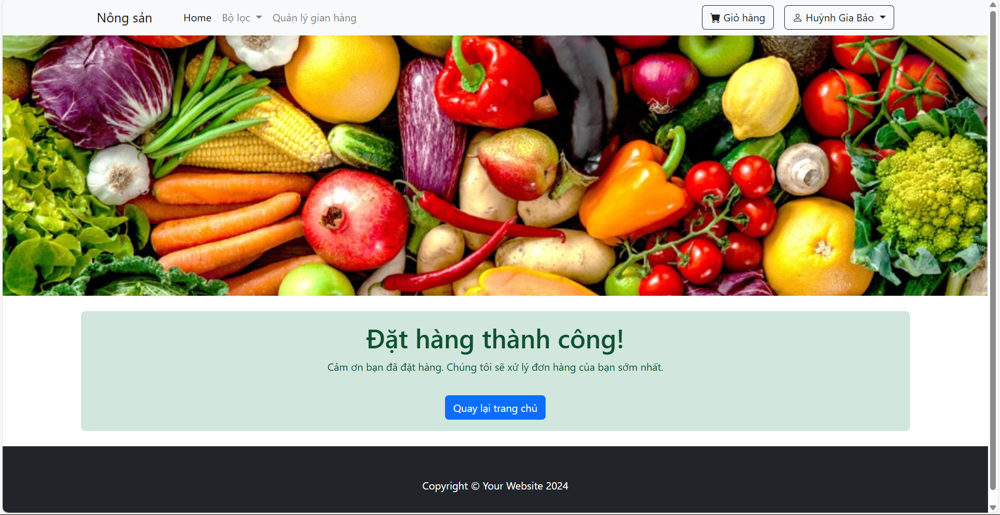 Nông sản Home Bộ lọc Quản lý gian hàng Giỏ hàng Huỳnh Gia Bảo
Đặt hàng thành công!
Cảm ơn bạn đã đặt hàng. Chúng tôi sẽ xử lý đơn hàng của bạn sớm nhất.
Quay lại trang chủ
Copyright © Your Website 2024